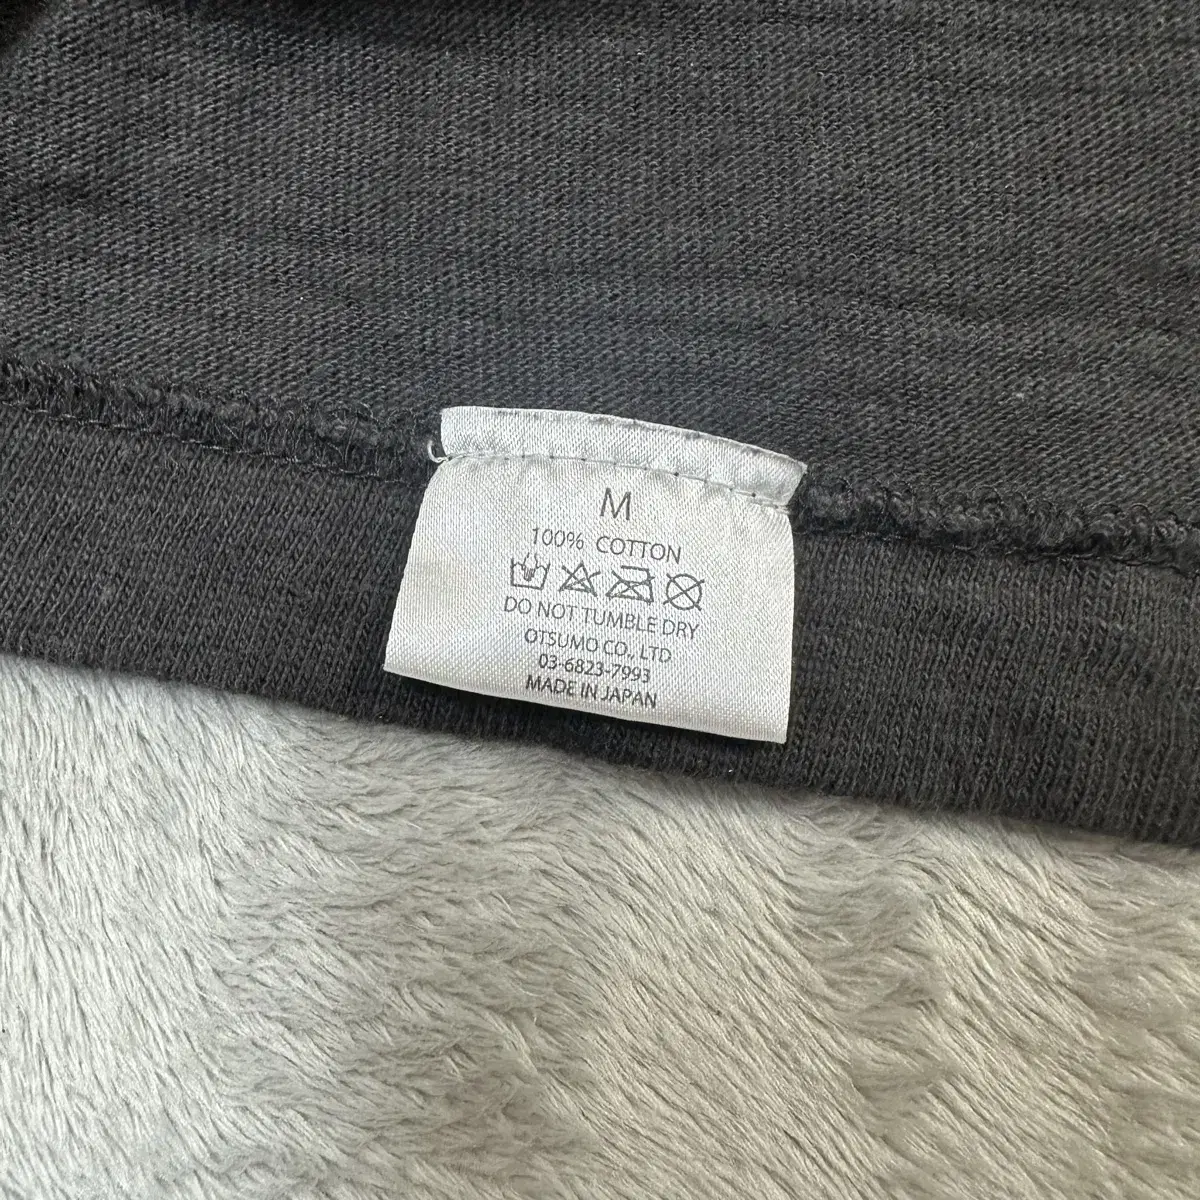 M
100% COTTON
DO NOT TUMBLE DRY
OTSUMO CO., LTD
03-6823-7993
MADE IN JAPAN